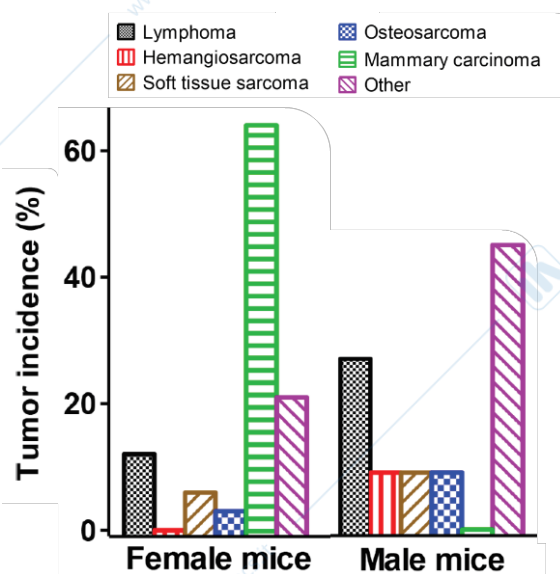 Lymphoma
Hemangiosarcoma
Soft tissue sarcoma
Osteosarcoma
Mammary carcinoma
Other
Tumor incidence (%)
60
40
20
0
Female mice
Male mice